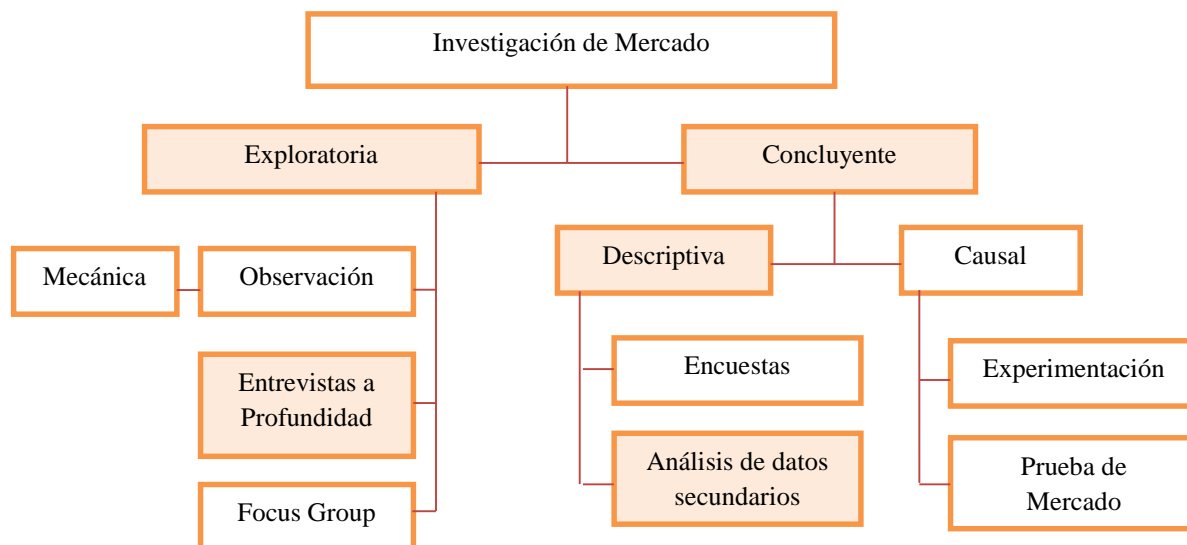 Investigación de Mercado
Exploratoria
Concluyente
Mecánica
Observación
Descriptiva
Causal
Entrevistas a
Profundidad
Encuestas
Experimentación
Focus Group
Análisis de datos
secundarios
Prueba de
Mercado